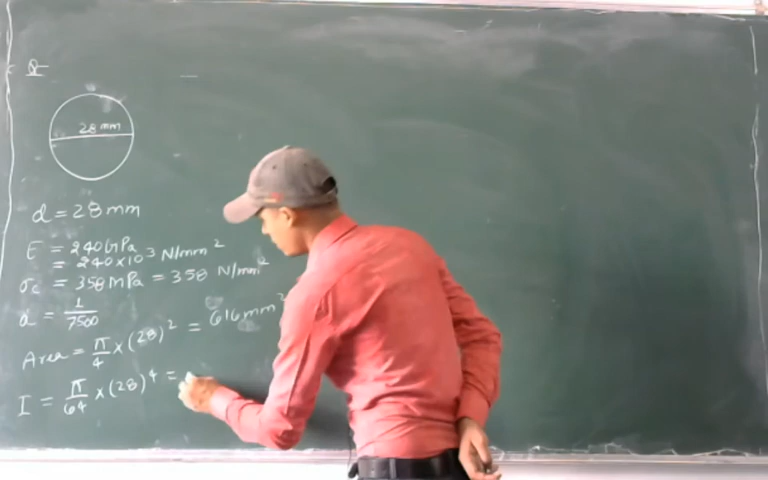 Q
28 mm
d = 28 mm
E = 240 GPa
= 240×10³ N/mm²
σc = 358 MPa = 358 N/mm²
a = 1/7500
Area = π/4 × (28)² = 616 mm²
I = π/64 × (28)⁴ =